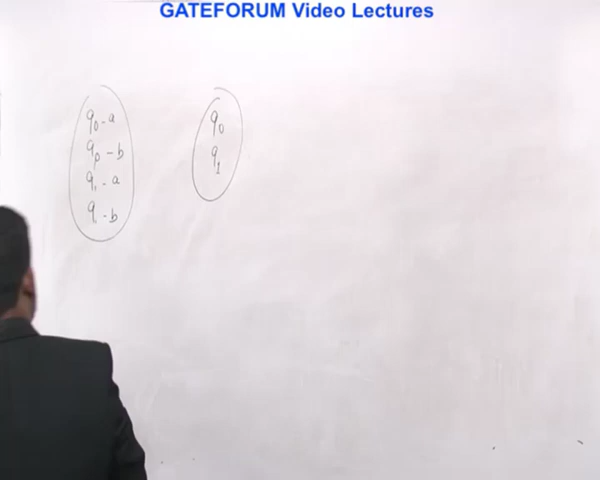 GATEFORUM Video Lectures
q0 - a
q0 - b
q1 - a
q1 - b
q0
q1